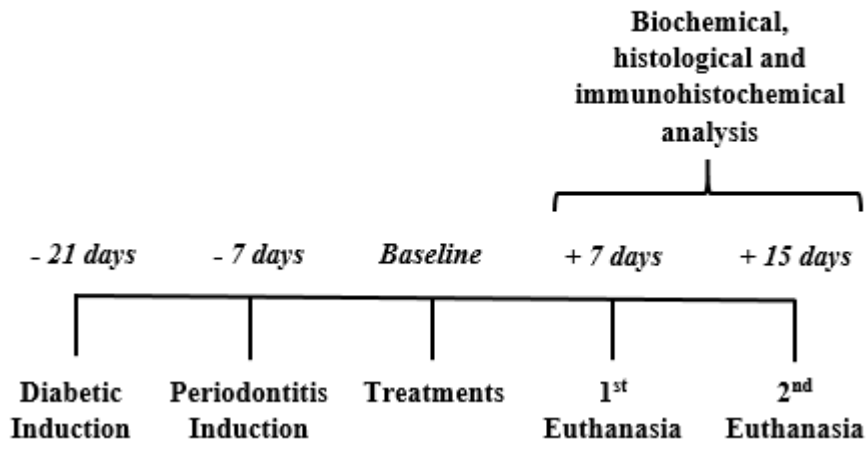 Biochemical,
histological and
immunohistochemical
analysis
- 21 days - 7 days Baseline + 7 days + 15 days
Diabetic Periodontitis Treatments 1st 2nd
Induction Induction Euthanasia Euthanasia